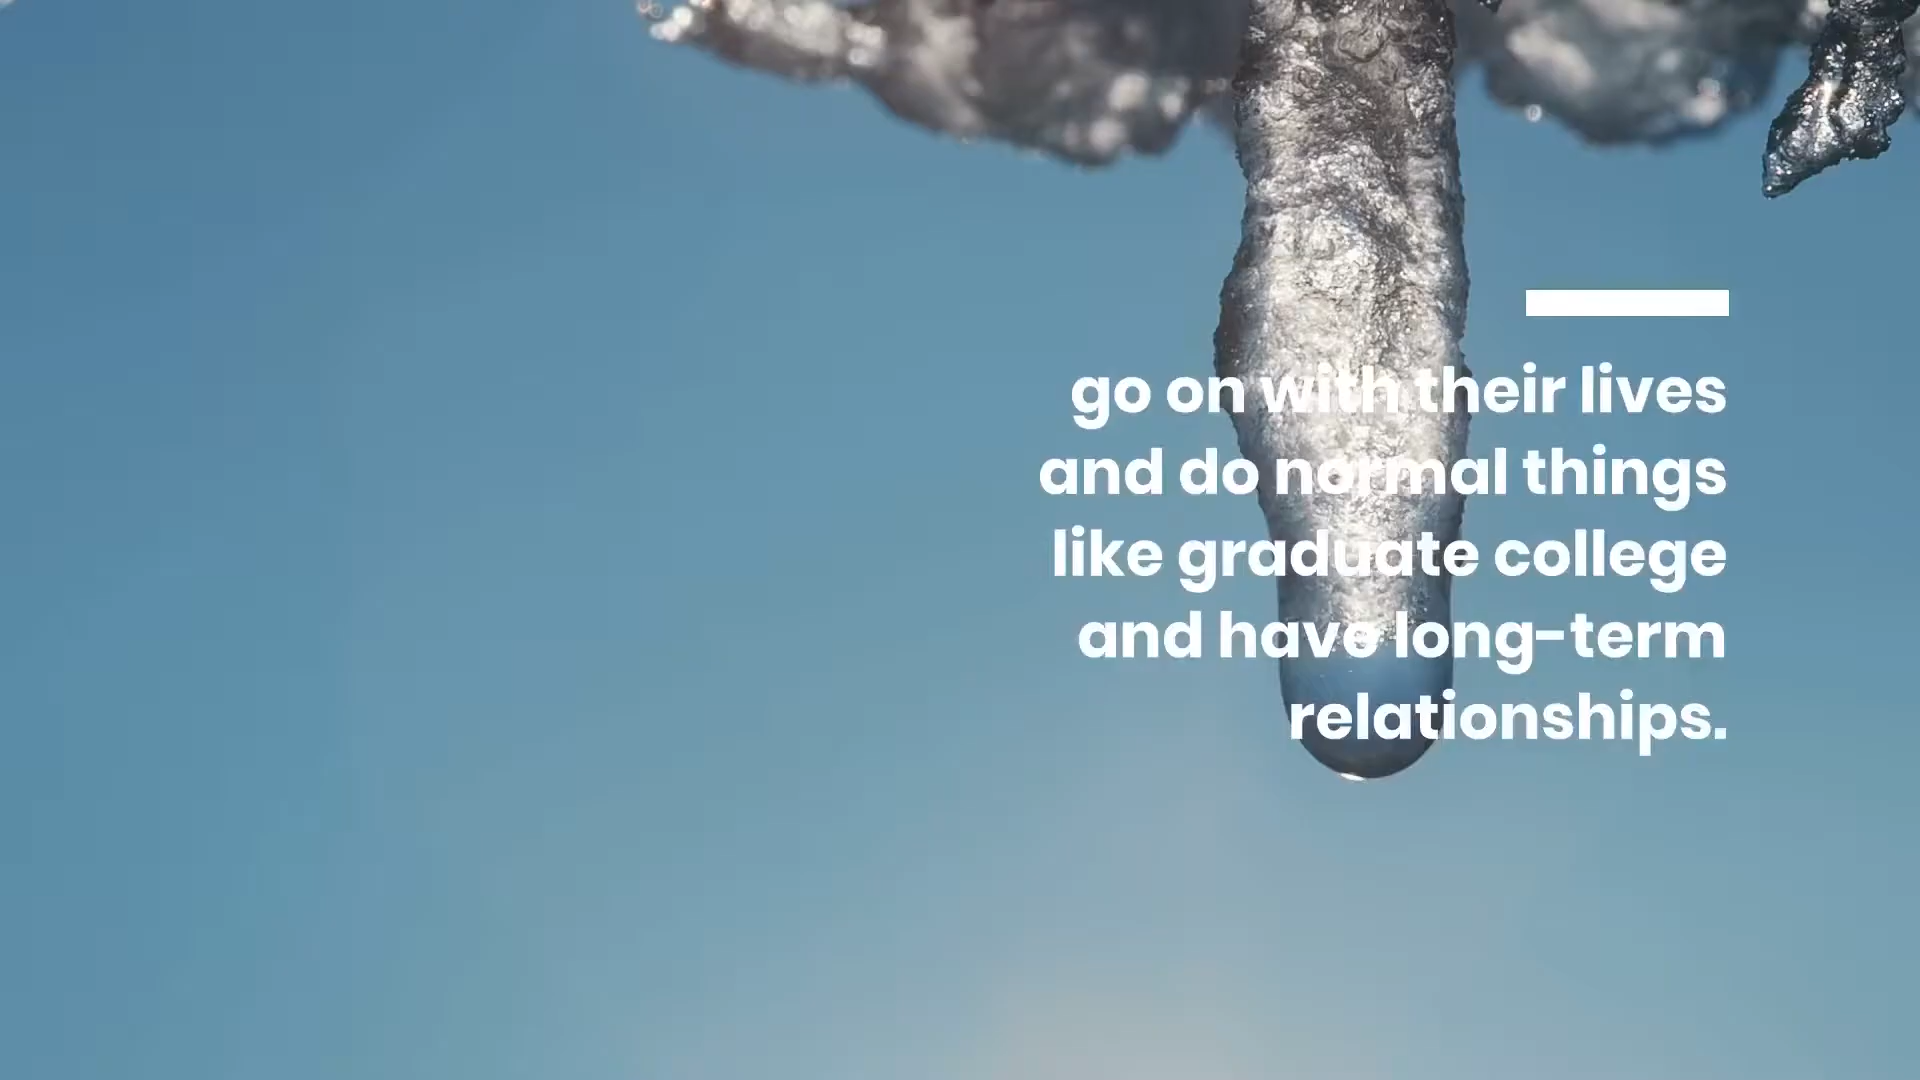 go on with their lives
and do normal things
like graduate college
and have long-term
relationships.